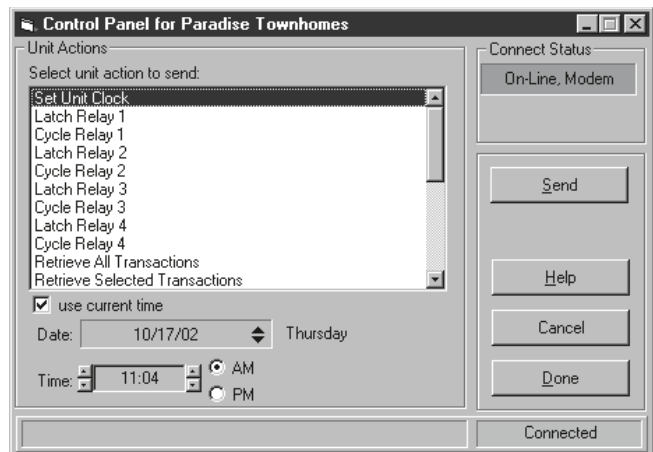 Control Panel for Paradise Townhomes
Unit Actions
Select unit action to send:
Set Unit Clock
Latch Relay 1
Cycle Relay 1
Latch Relay 2
Cycle Relay 2
Latch Relay 3
Cycle Relay 3
Latch Relay 4
Cycle Relay 4
Retrieve All Transactions
Retrieve Selected Transactions
use current time
Date: 10/17/02 Thursday
Time: 11:04 AM
PM
Connect Status
On-Line, Modem
Send
Help
Cancel
Done
Connected